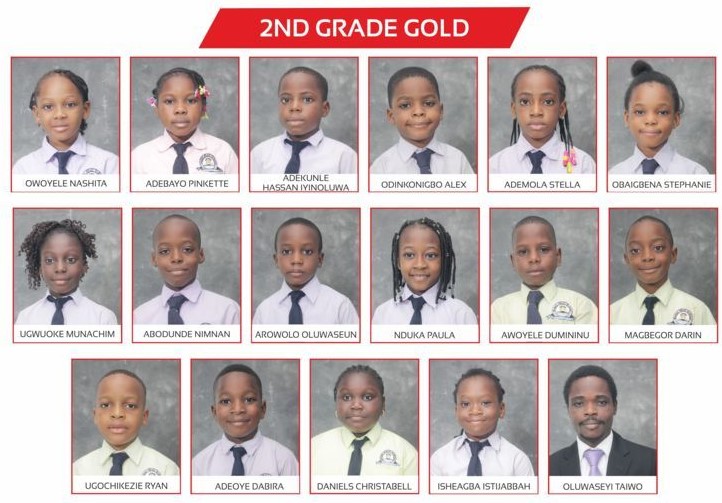 2ND GRADE GOLD
OWOYELE NASHITA
ADEBAYO PINKETTE
ADEKUNLE
HASSAN IYINOLUWA
ODINKONIGBO ALEX
ADEMOLA STELLA
OBAIGBENA STEPHANIE
UGWUOKE MUNACHIM
ABODUNDE NIMNAN
AROWOLO OLUWASEUN
NDUKA PAULA
AWOYELE DUMININU
MAGBEGOR DARIN
UGOCHIKEZIE RYAN
ADEOYE DABIRA
DANIELS CHRISTABELL
ISHEAGBA ISTIJABBAH
OLUWASEYI TAIWO